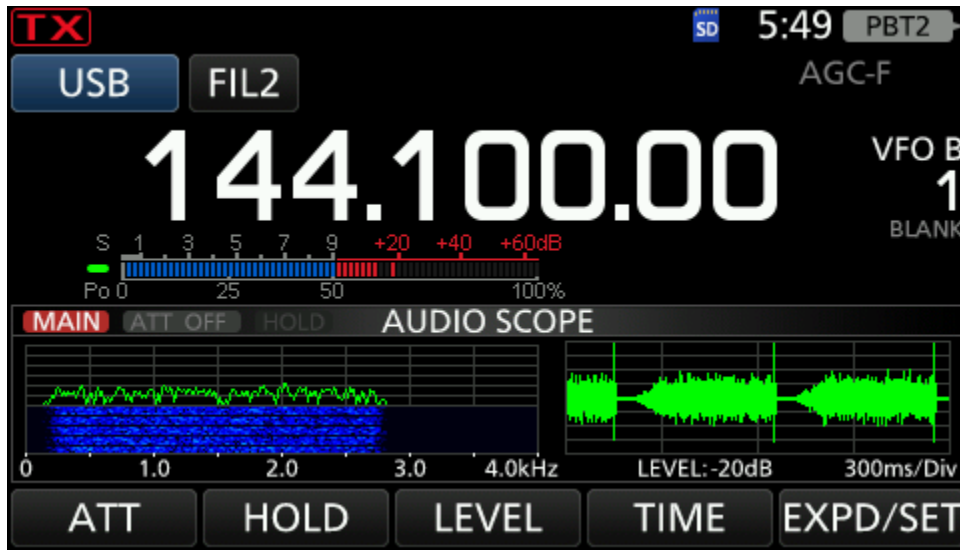 TX SD 5:49 PBT2
USB FIL2 AGC-F
144.100.00 VFO B
1
BLANK
S 1 3 5 7 9 +20 +40 +60dB
Po 0 25 50 100%
MAIN ATT OFF HOLD AUDIO SCOPE
0 1.0 2.0 3.0 4.0kHz LEVEL:-20dB 300ms/Div
ATT HOLD LEVEL TIME EXPD/SET